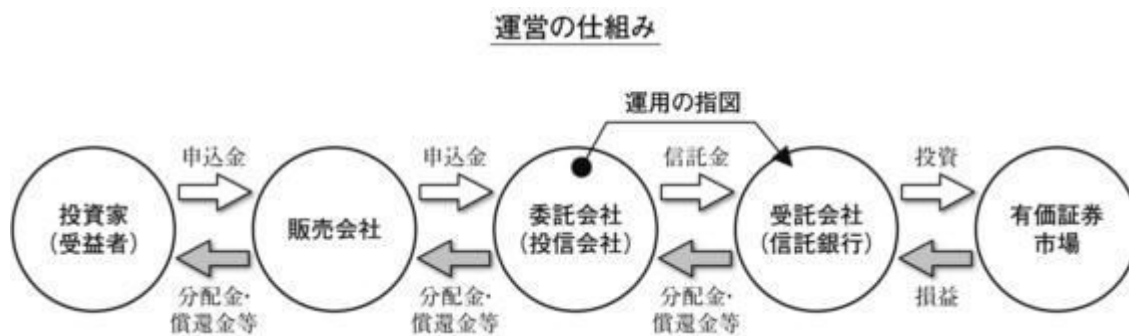 運営の仕組み
運用の指図
申込金
申込金
信託金
投資
投資家
(受益者)
販売会社
委託会社
(投信会社)
受託会社
(信託銀行)
有価証券
市場
分配金・
償還金等
分配金・
償還金等
分配金・
償還金等
損益